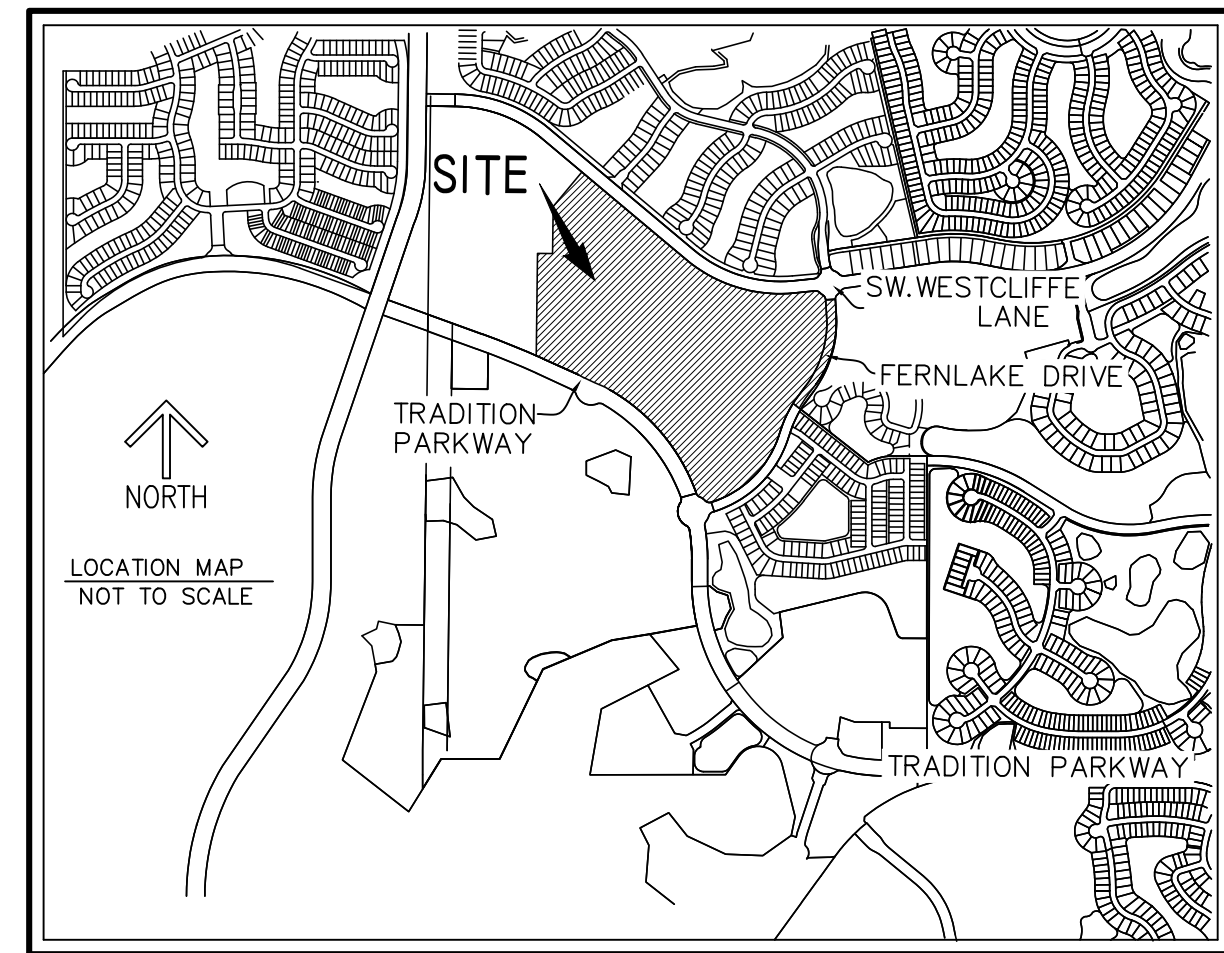 SITE
SW.WESTCLIFFE
LANE
FERNLAKE DRIVE
TRADITION
PARKWAY
NORTH
LOCATION MAP
NOT TO SCALE
TRADITION PARKWAY